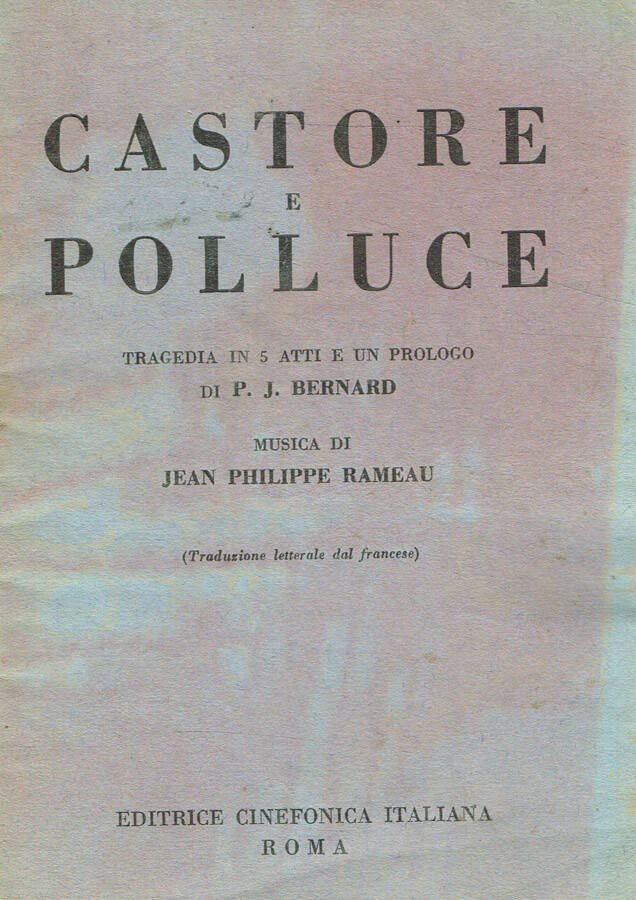 CASTORE
E
POLLUCE
TRAGEDIA IN 5 ATTI E UN PROLOGO
DI P. J. BERNARD
MUSICA DI
JEAN PHILIPPE RAMEAU
(Traduzione letterale dal francese)
EDITRICE CINEFONICA ITALIANA
ROMA